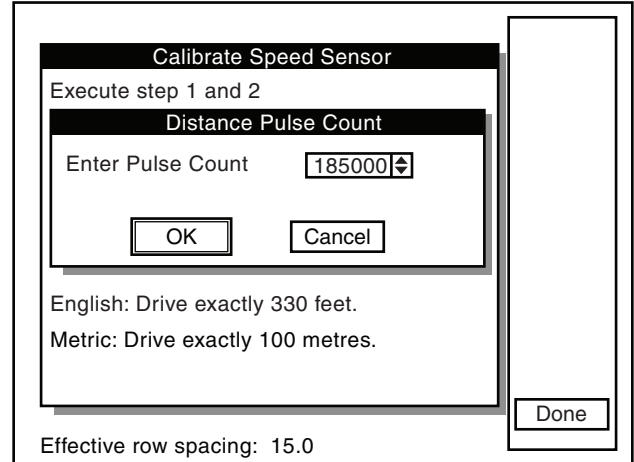 Calibrate Speed Sensor
Execute step 1 and 2
Distance Pulse Count
Enter Pulse Count 185000
OK Cancel
English: Drive exactly 330 feet.
Metric: Drive exactly 100 metres.
Done
Effective row spacing: 15.0